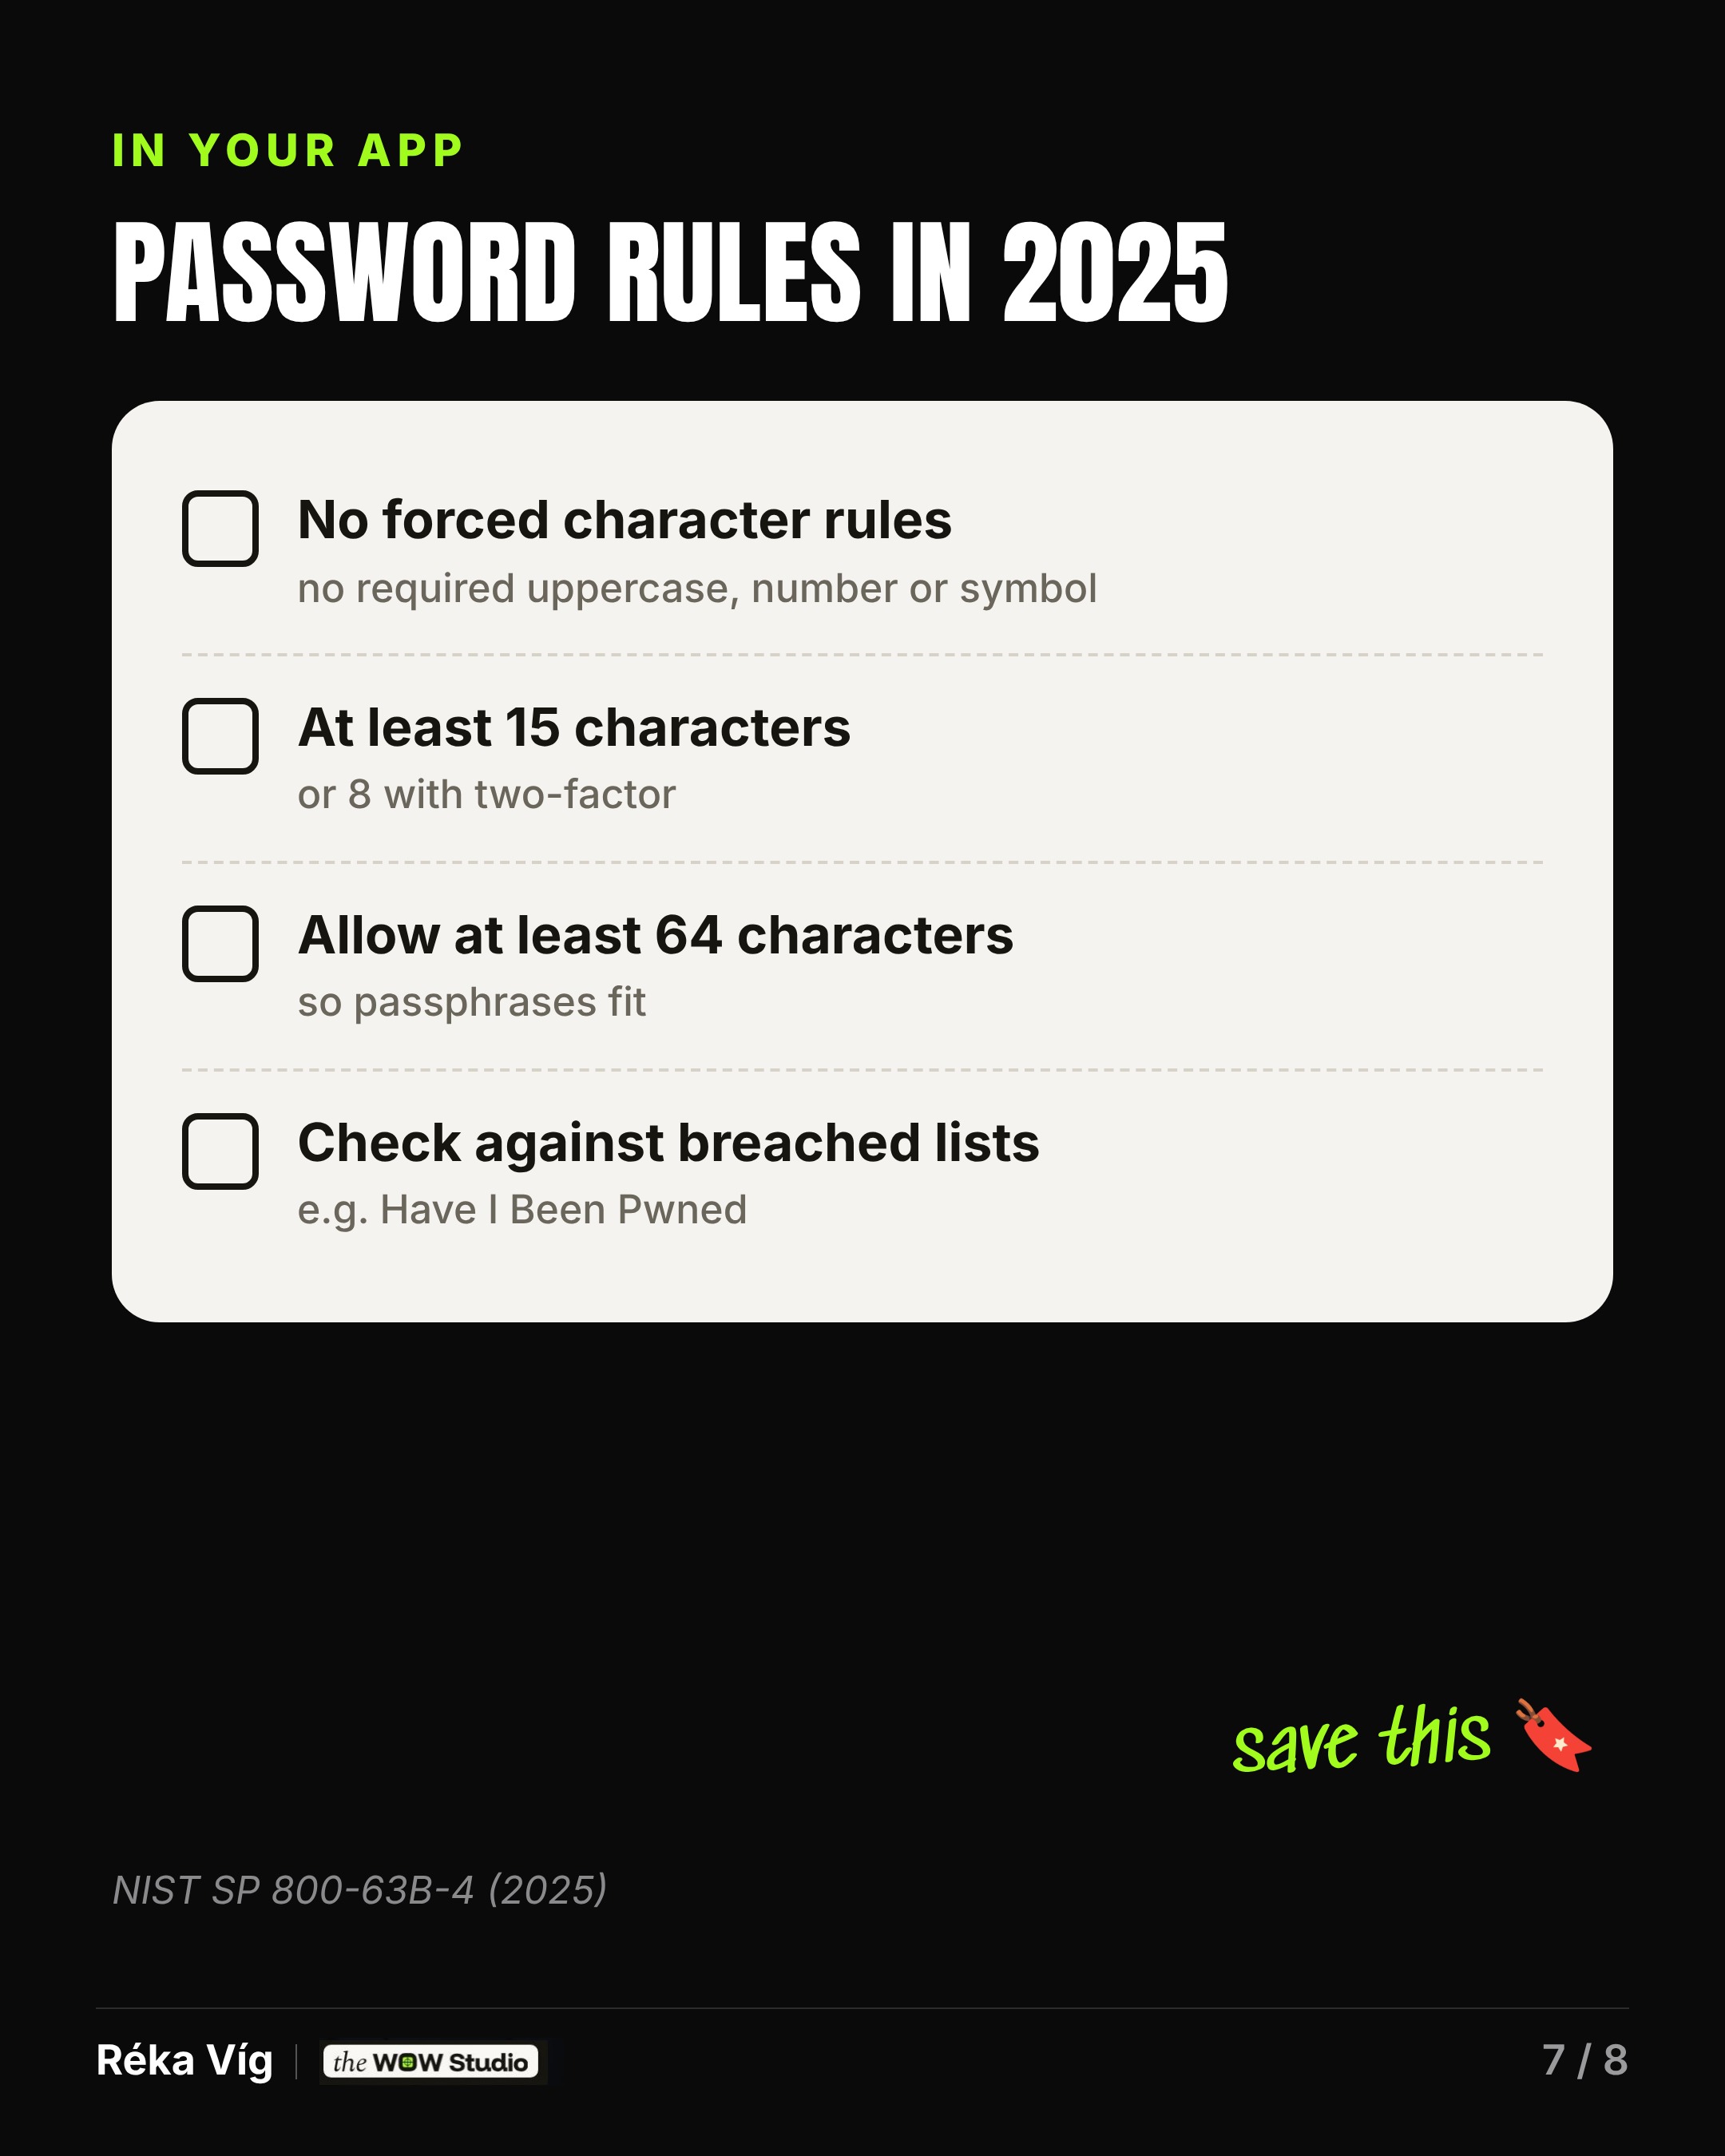 IN YOUR APP
PASSWORD RULES IN 2025
No forced character rules
no required uppercase, number or symbol
At least 15 characters
or 8 with two-factor
Allow at least 64 characters
so passphrases fit
Check against breached lists
e.g. Have I Been Pwned
save this
NIST SP 800-63B-4 (2025)
Réka Víg
the WOW Studio
7 / 8